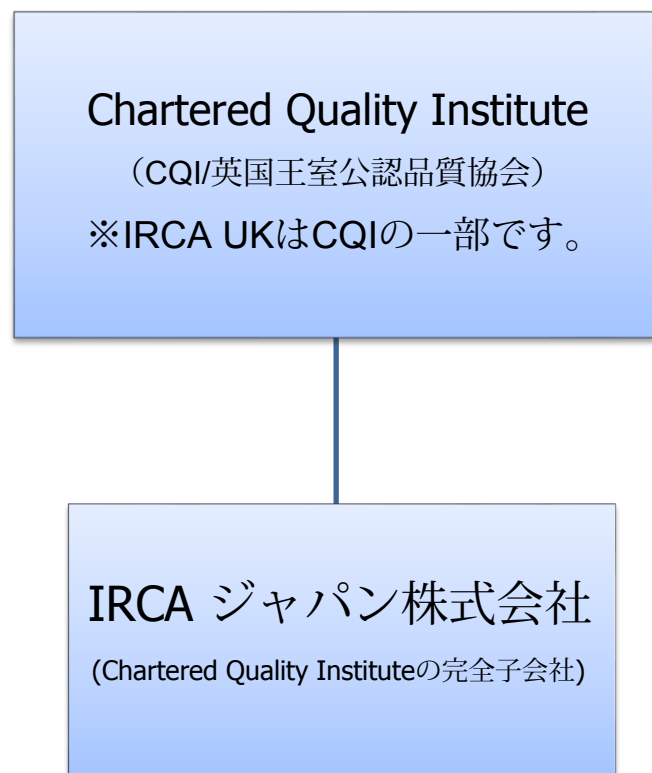 Chartered Quality Institute
（CQI/英国王室公認品質協会）
※IRCA UKはCQIの一部です。
IRCA ジャパン株式会社
(Chartered Quality Instituteの完全子会社)